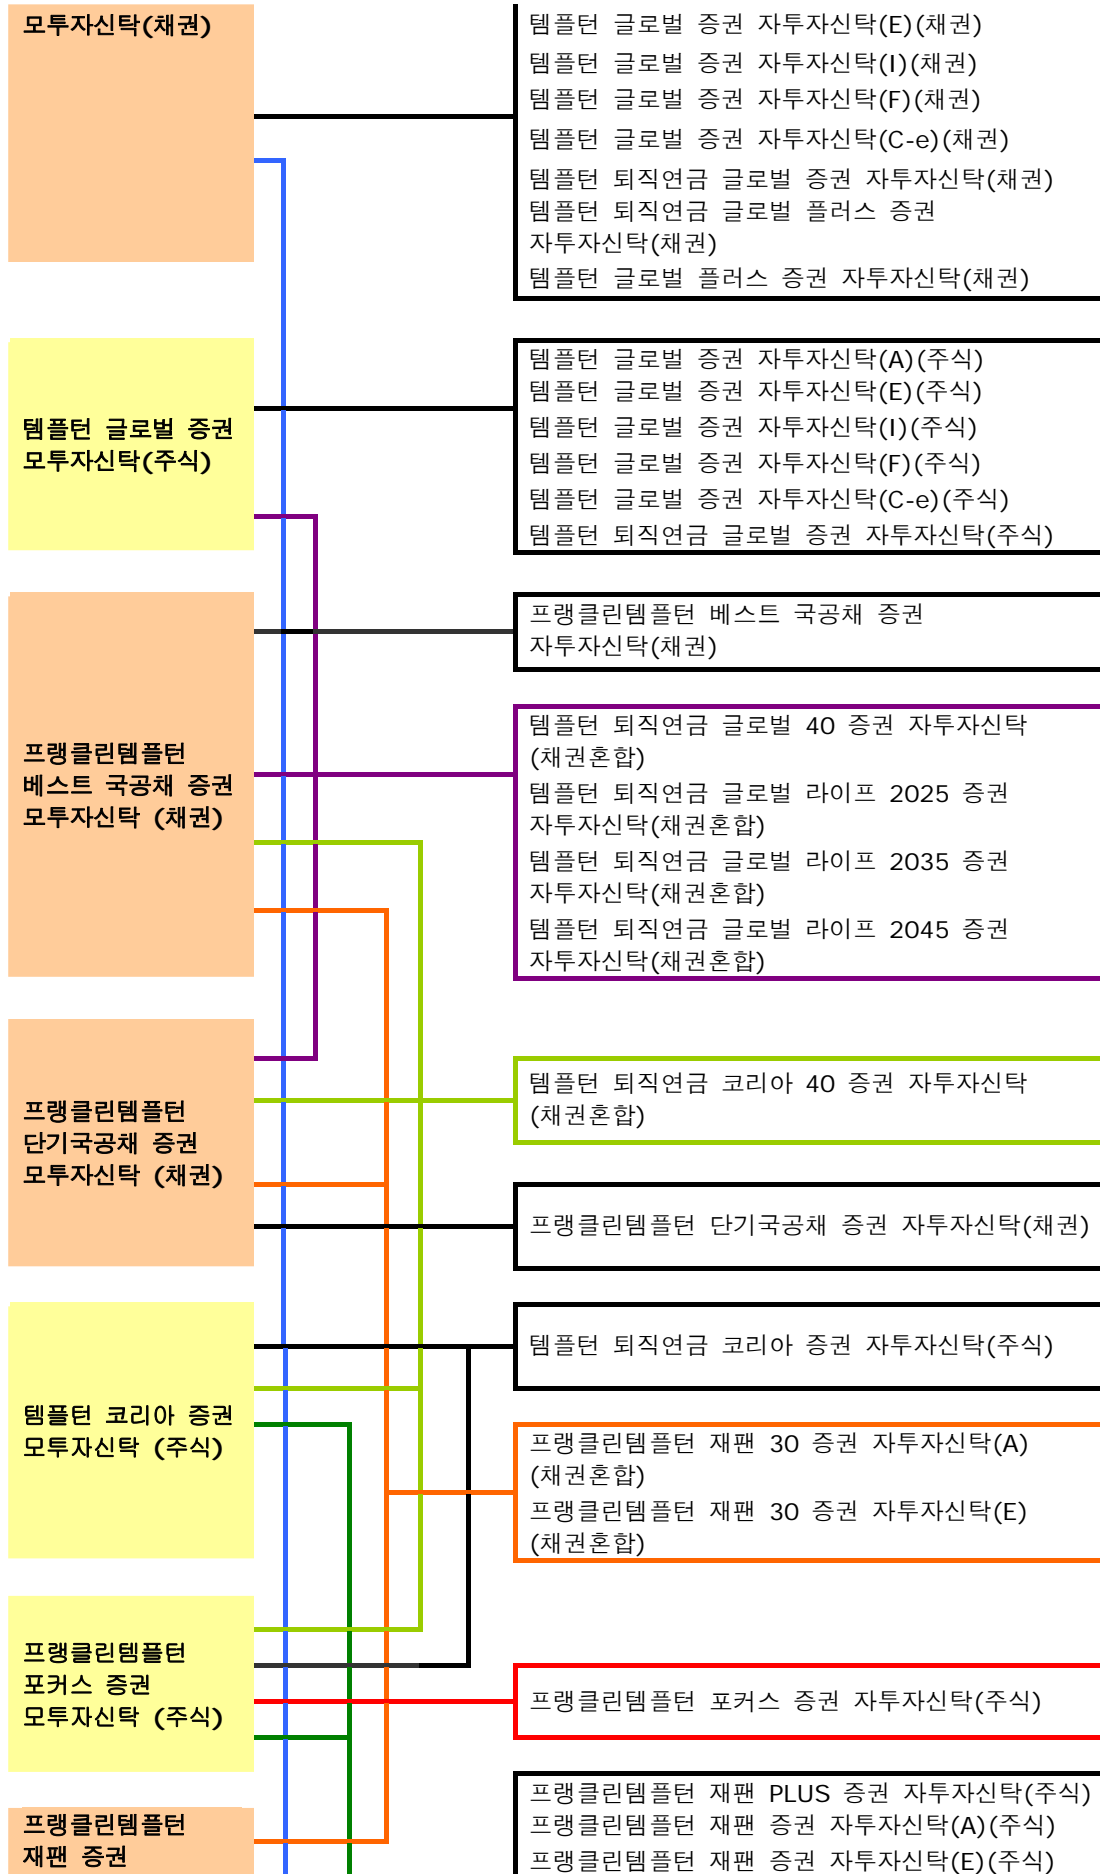 모투자신탁(채권)
템플턴 글로벌 증권 자투자신탁(E)(채권)
템플턴 글로벌 증권 자투자신탁(I)(채권)
템플턴 글로벌 증권 자투자신탁(F)(채권)
템플턴 글로벌 증권 자투자신탁(C-e)(채권)
템플턴 퇴직연금 글로벌 증권 자투자신탁(채권)
템플턴 퇴직연금 글로벌 플러스 증권
자투자신탁(채권)
템플턴 글로벌 플러스 증권 자투자신탁(채권)
템플턴 글로벌 증권
모투자신탁(주식)
템플턴 글로벌 증권 자투자신탁(A)(주식)
템플턴 글로벌 증권 자투자신탁(E)(주식)
템플턴 글로벌 증권 자투자신탁(I)(주식)
템플턴 글로벌 증권 자투자신탁(F)(주식)
템플턴 글로벌 증권 자투자신탁(C-e)(주식)
템플턴 퇴직연금 글로벌 증권 자투자신탁(주식)
프랭클린템플턴
베스트 국공채 증권
모투자신탁 (채권)
프랭클린템플턴 베스트 국공채 증권
자투자신탁(채권)
템플턴 퇴직연금 글로벌 40 증권 자투자신탁
(채권혼합)
템플턴 퇴직연금 글로벌 라이프 2025 증권
자투자신탁(채권혼합)
템플턴 퇴직연금 글로벌 라이프 2035 증권
자투자신탁(채권혼합)
템플턴 퇴직연금 글로벌 라이프 2045 증권
자투자신탁(채권혼합)
프랭클린템플턴
단기국공채 증권
모투자신탁 (채권)
템플턴 퇴직연금 코리아 40 증권 자투자신탁
(채권혼합)
프랭클린템플턴 단기국공채 증권 자투자신탁(채권)
템플턴 코리아 증권
모투자신탁 (주식)
템플턴 퇴직연금 코리아 증권 자투자신탁(주식)
프랭클린템플턴 재팬 30 증권 자투자신탁(A)
(채권혼합)
프랭클린템플턴 재팬 30 증권 자투자신탁(E)
(채권혼합)
프랭클린템플턴
포커스 증권
모투자신탁 (주식)
프랭클린템플턴 포커스 증권 자투자신탁(주식)
프랭클린템플턴
재팬 증권
프랭클린템플턴 재팬 PLUS 증권 자투자신탁(주식)
프랭클린템플턴 재팬 증권 자투자신탁(A)(주식)
프랭클린템플턴 재팬 증권 자투자신탁(E)(주식)